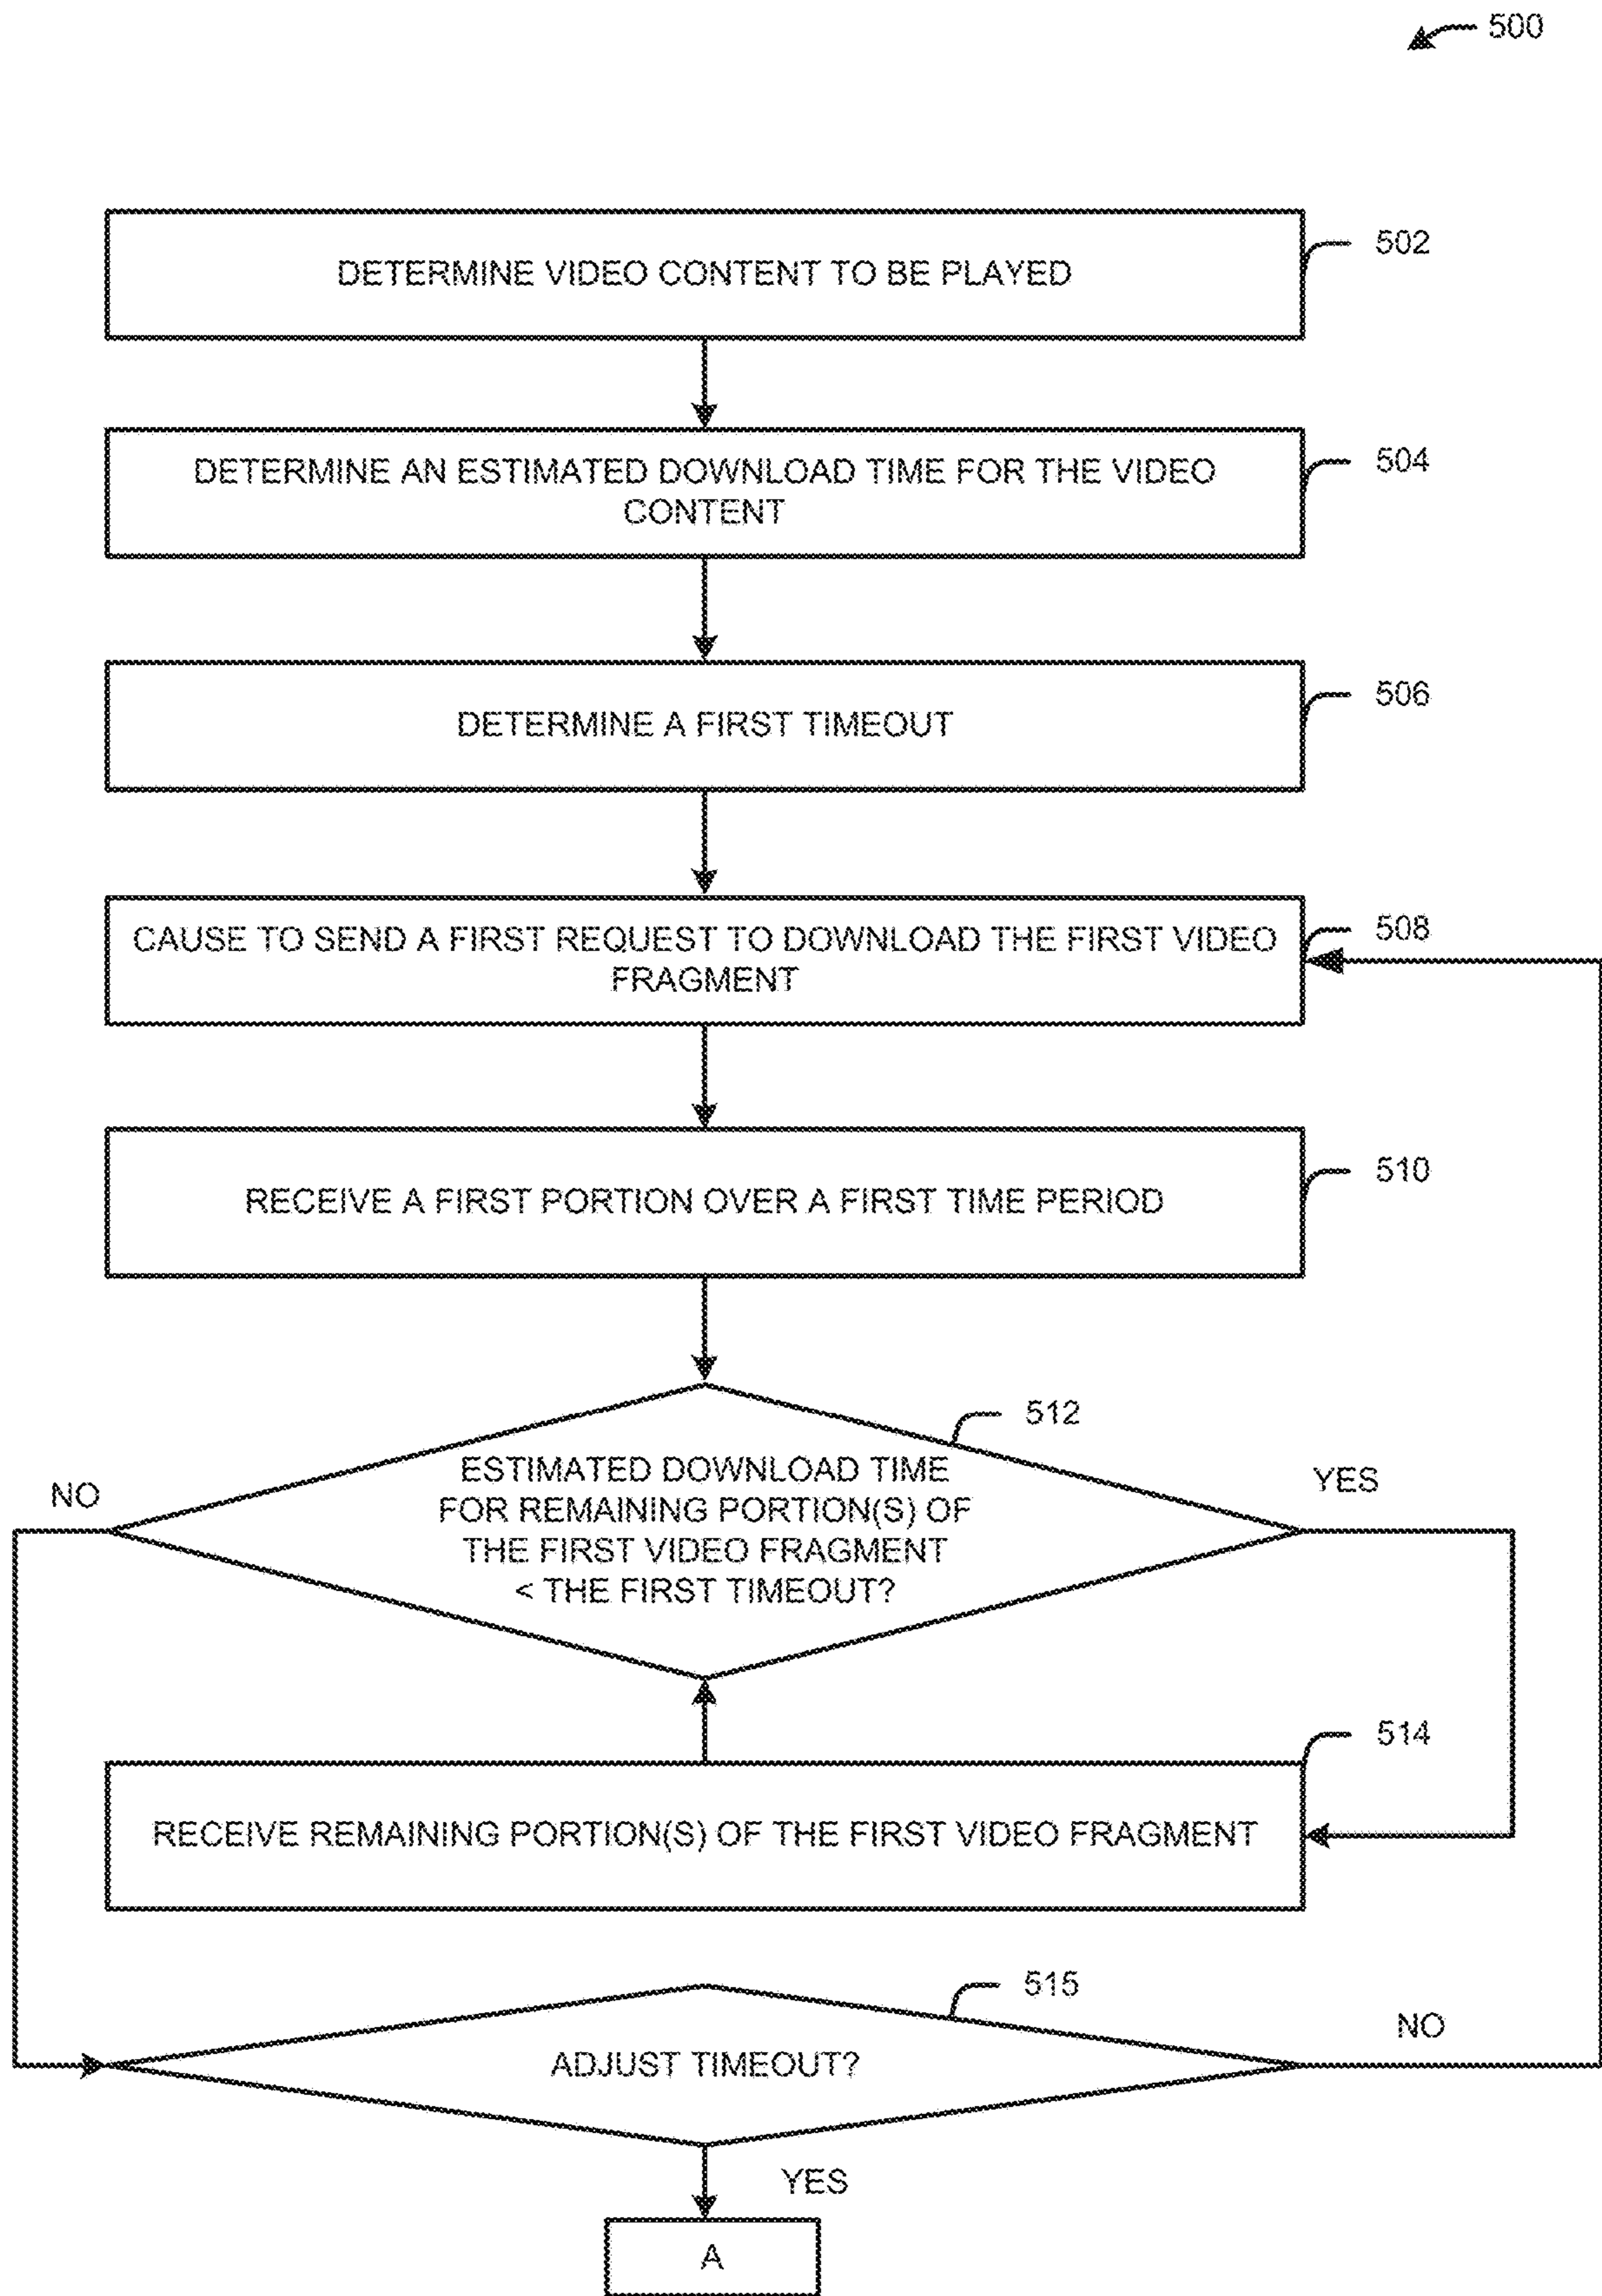 500
DETERMINE VIDEO CONTENT TO BE PLAYED
502
DETERMINE AN ESTIMATED DOWNLOAD TIME FOR THE VIDEO
CONTENT
504
DETERMINE A FIRST TIMEOUT
506
CAUSE TO SEND A FIRST REQUEST TO DOWNLOAD THE FIRST VIDEO
FRAGMENT
508
RECEIVE A FIRST PORTION OVER A FIRST TIME PERIOD
510
512
ESTIMATED DOWNLOAD TIME
FOR REMAINING PORTION(S) OF
THE FIRST VIDEO FRAGMENT
< THE FIRST TIMEOUT?
NO
YES
514
RECEIVE REMAINING PORTION(S) OF THE FIRST VIDEO FRAGMENT
515
ADJUST TIMEOUT?
NO
YES
A